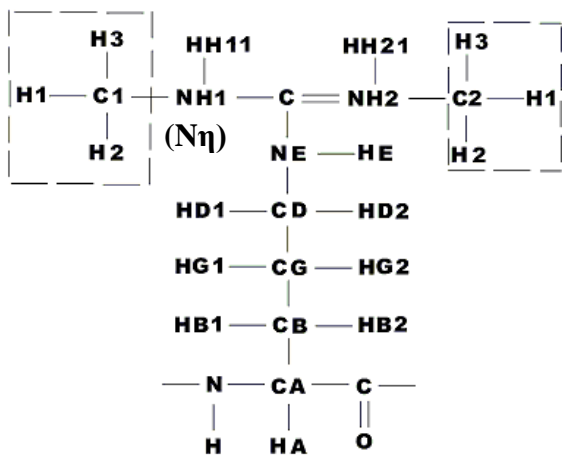 H3 HH11 HH21 H3
H1 C1 NH1 C NH2 C2 H1
H2 (Nη) NE HE H2
HD1 CD HD2
HG1 CG HG2
HB1 CB HB2
N CA C
H HA O